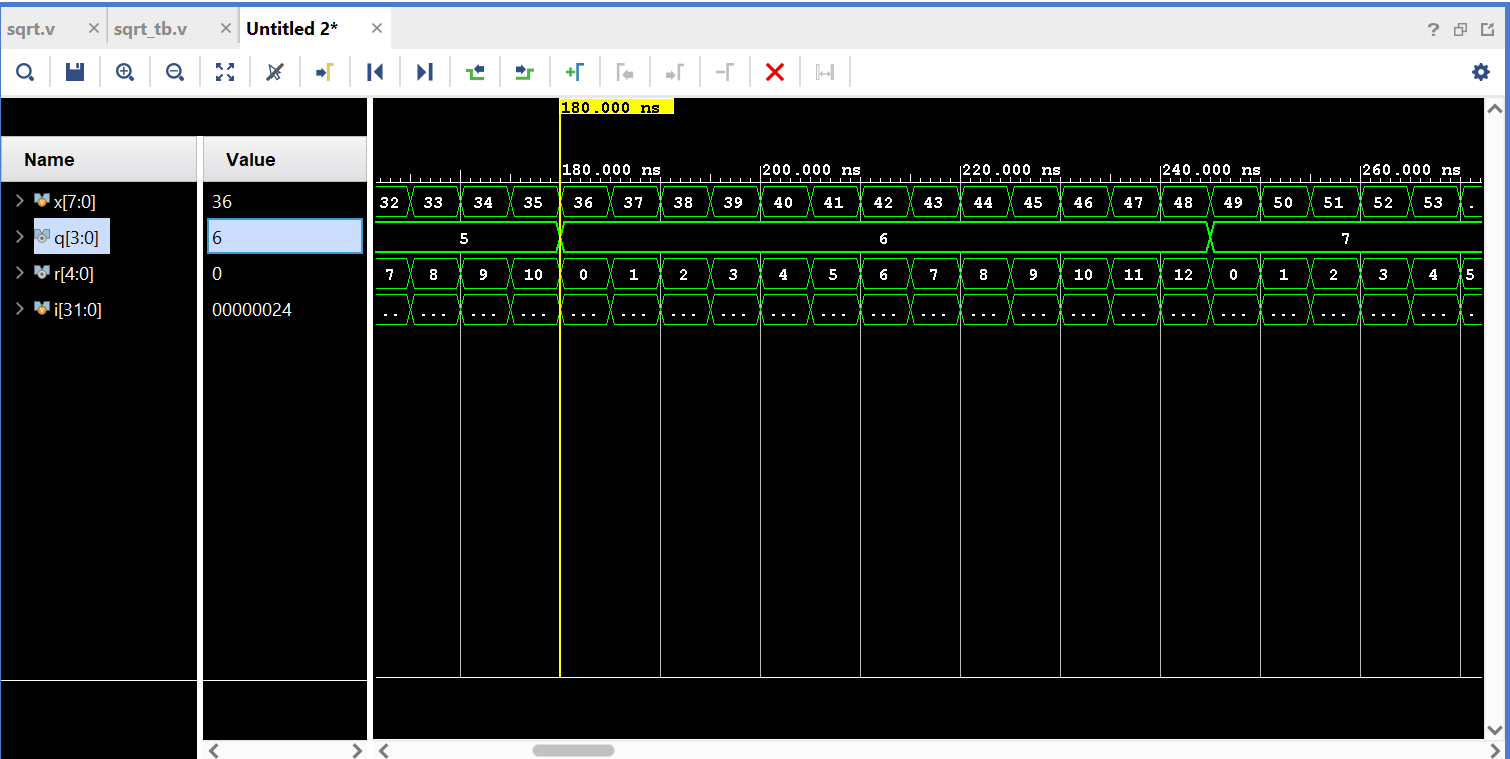 sqrt.v sqrt_tb.v Untitled 2*
?
180.000 ns
Name Value
180.000 ns 200.000 ns 220.000 ns 240.000 ns 260.000 ns
x[7:0] 36 32 33 34 35 36 37 38 39 40 41 42 43 44 45 46 47 48 49 50 51 52 53 .
q[3:0] 6 5 6 7
r[4:0] 0 7 8 9 10 0 1 2 3 4 5 6 7 8 9 10 11 12 0 1 2 3 4 5
i[31:0] 00000024 .. ... ... ... ... ... ... ... ... ... ... ... ... ... ... ... ... ... ... ... ... ... .